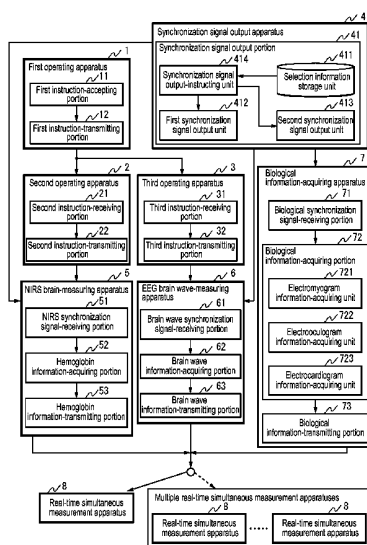 4
Synchronization signal output apparatus
41
Synchronization signal output portion
414
411
Synchronization signal
output-instructing unit
Selection information
storage unit
412
413
First synchronization
signal output unit
Second synchronization
signal output unit
1
First operating apparatus
11
First instruction-accepting
portion
12
First instruction-transmitting
portion
2
Second operating apparatus
21
Second instruction-receiving
portion
22
Second instruction-transmitting
portion
3
Third operating apparatus
31
Third instruction-receiving
portion
32
Third instruction-transmitting
portion
7
Biological
information-acquiring apparatus
71
Biological synchronization
signal-receiving portion
72
Biological
information-acquiring portion
721
Electromyogram
information-acquiring unit
722
Electrooculogram
information-acquiring unit
723
Electrocardiogram
information-acquiring unit
73
Biological
information-transmitting portion
5
NIRS brain-measuring apparatus
51
NIRS synchronization
signal-receiving portion
52
Hemoglobin
information-acquiring portion
53
Hemoglobin
information-transmitting portion
6
EEG brain wave-measuring
apparatus
61
Brain wave synchronization
signal-receiving portion
62
Brain wave
information-acquiring portion
63
Brain wave
information-transmitting portion
8
Real-time simultaneous
measurement apparatus
Multiple real-time simultaneous measurement apparatuses
8
Real-time simultaneous
measurement apparatus
8
Real-time simultaneous
measurement apparatus